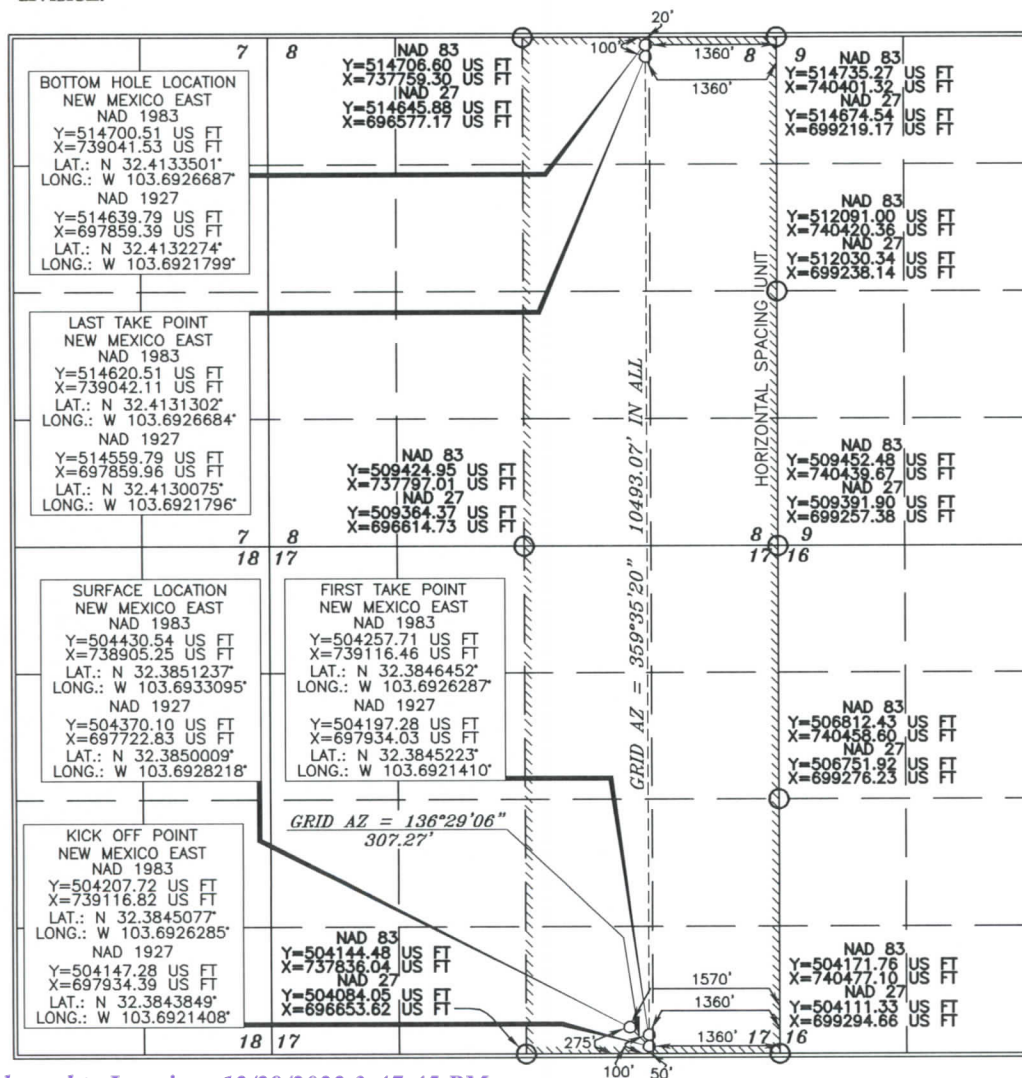 20'
7 8
100'
1360'
8 9
1360'
NAD 83
Y=514706.60 US FT
X=737759.30 US FT
NAD 27
Y=514645.88 US FT
X=696577.17 US FT
NAD 83
Y=514735.27 US FT
X=740401.32 US FT
NAD 27
Y=514674.54 US FT
X=699219.17 US FT
BOTTOM HOLE LOCATION
NEW MEXICO EAST
NAD 1983
Y=514700.51 US FT
X=739041.53 US FT
LAT.: N 32.4133501°
LONG.: W 103.6926687°
NAD 1927
Y=514639.79 US FT
X=697859.39 US FT
LAT.: N 32.4132274°
LONG.: W 103.6921799°
NAD 83
Y=512091.00 US FT
X=740420.36 US FT
NAD 27
Y=512030.34 US FT
X=699238.14 US FT
HORIZONTAL SPACING UNIT
LAST TAKE POINT
NEW MEXICO EAST
NAD 1983
Y=514620.51 US FT
X=739042.11 US FT
LAT.: N 32.4131302°
LONG.: W 103.6926684°
NAD 1927
Y=514559.79 US FT
X=697859.96 US FT
LAT.: N 32.4130075°
LONG.: W 103.6921796°
NAD 83
Y=509424.95 US FT
X=737797.01 US FT
NAD 27
Y=509364.37 US FT
X=696614.73 US FT
NAD 83
Y=509452.48 US FT
X=740439.67 US FT
NAD 27
Y=509391.90 US FT
X=699257.38 US FT
7 8
18 17
8 9
17 16
GRID AZ = 359°35'20" 10493.07' IN ALL
SURFACE LOCATION
NEW MEXICO EAST
NAD 1983
Y=504430.54 US FT
X=738905.25 US FT
LAT.: N 32.3851237°
LONG.: W 103.6933095°
NAD 1927
Y=504370.10 US FT
X=697722.83 US FT
LAT.: N 32.3850009°
LONG.: W 103.6928218°
FIRST TAKE POINT
NEW MEXICO EAST
NAD 1983
Y=504257.71 US FT
X=739116.46 US FT
LAT.: N 32.3846452°
LONG.: W 103.6926287°
NAD 1927
Y=504197.28 US FT
X=697934.03 US FT
LAT.: N 32.3845223°
LONG.: W 103.6921410°
NAD 83
Y=506812.43 US FT
X=740458.60 US FT
NAD 27
Y=506751.92 US FT
X=699276.23 US FT
GRID AZ = 136°29'06"
307.27'
KICK OFF POINT
NEW MEXICO EAST
NAD 1983
Y=504207.72 US FT
X=739116.82 US FT
LAT.: N 32.3845077°
LONG.: W 103.6926285°
NAD 1927
Y=504147.28 US FT
X=697934.39 US FT
LAT.: N 32.3843849°
LONG.: W 103.6921408°
NAD 83
Y=504144.48 US FT
X=737836.04 US FT
NAD 27
Y=504084.05 US FT
X=696653.62 US FT
NAD 83
Y=504171.76 US FT
X=740477.10 US FT
NAD 27
Y=504111.33 US FT
X=699294.66 US FT
1570'
1360'
1360'
18 17
275'
17 16
100'
50'